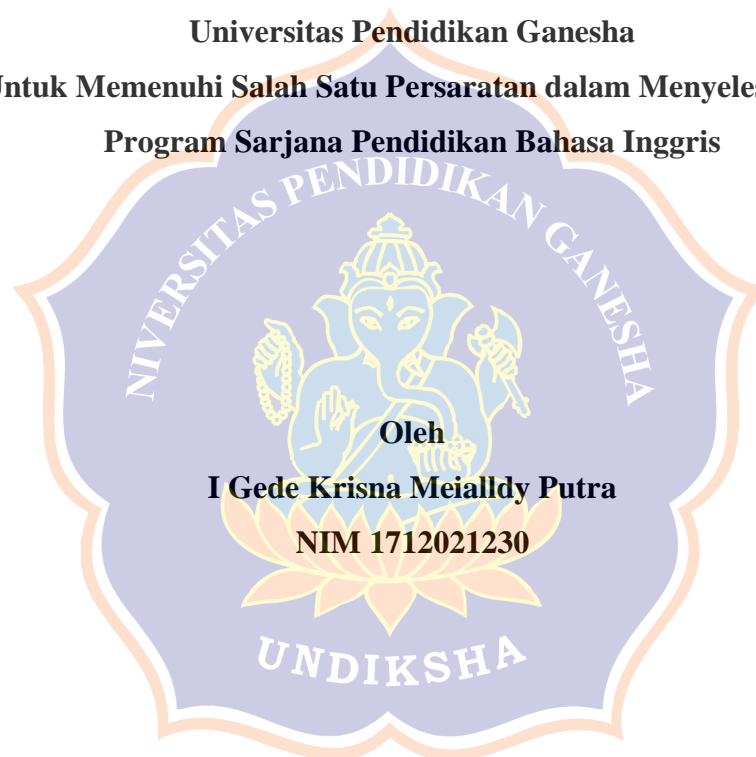 Universitas Pendidikan Ganesha
Untuk Memenuhi Salah Satu Persaratan dalam Menyeles
Program Sarjana Pendidikan Bahasa Inggris
NIVERSITAS PENDIDIKAN GANESHA
Oleh
I Gede Krisna Meialldy Putra
NIM 1712021230
UNDIKSHA